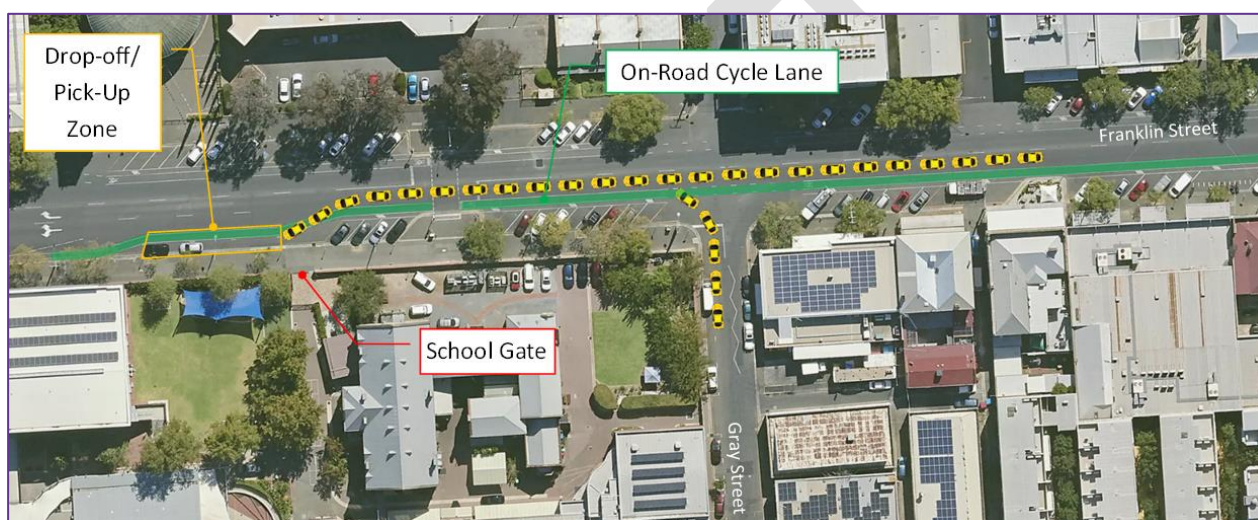 Drop-off/
Pick-Up
Zone
On-Road Cycle Lane
Franklin Street
School Gate
Gray Street